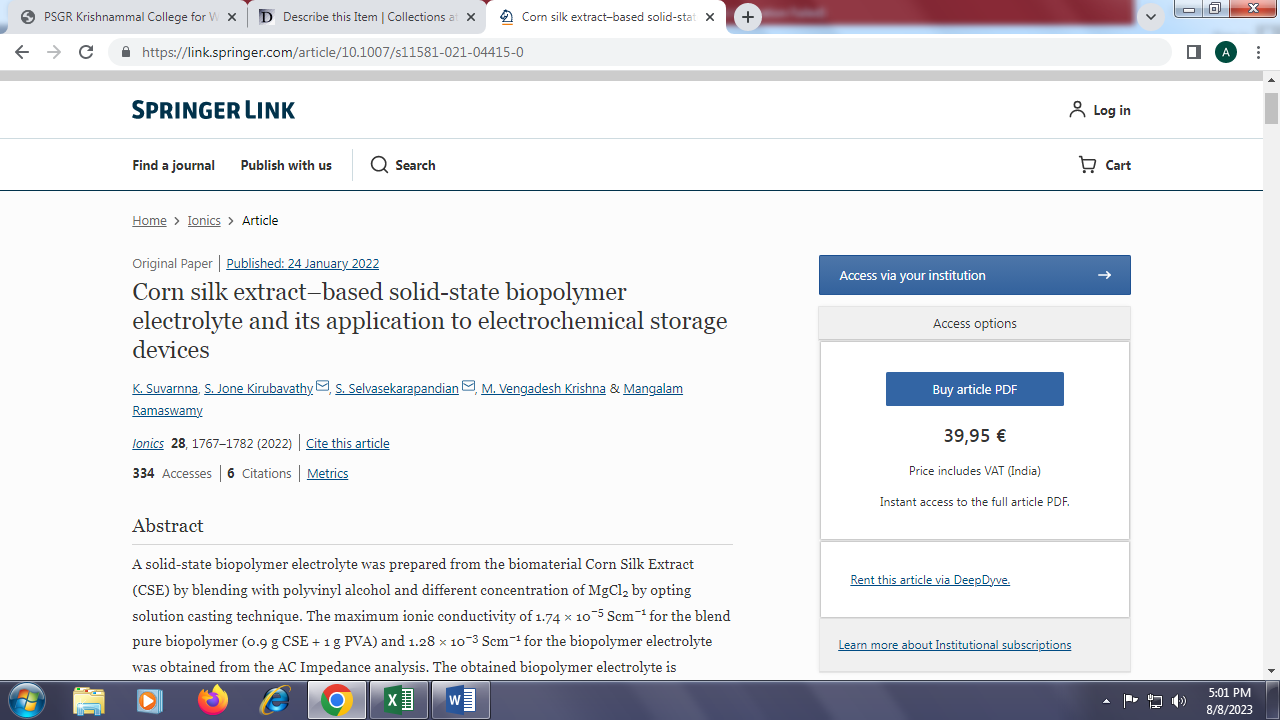 PSGR Krishnammal College for W
Describe this Item | Collections at
Corn silk extract–based solid-stat
https://link.springer.com/article/10.1007/s11581-021-04415-0
A
SPRINGER LINK
Log in
Find a journal
Publish with us
Search
Cart
Home > Ionics > Article
Original Paper | Published: 24 January 2022
Corn silk extract–based solid-state biopolymer
electrolyte and its application to electrochemical storage
devices
K. Suvarnna, S. Jone Kirubavathy, S. Selvasekarapandian, M. Vengadesh Krishna & Mangalam
Ramaswamy
Ionics 28, 1767–1782 (2022) | Cite this article
334 Accesses | 6 Citations | Metrics
Abstract
A solid-state biopolymer electrolyte was prepared from the biomaterial Corn Silk Extract
(CSE) by blending with polyvinyl alcohol and different concentration of MgCl₂ by opting
solution casting technique. The maximum ionic conductivity of 1.74 × 10⁻⁵ Scm⁻¹ for the blend
pure biopolymer (0.9 g CSE + 1 g PVA) and 1.28 × 10⁻³ Scm⁻¹ for the biopolymer electrolyte
was obtained from the AC Impedance analysis. The obtained biopolymer electrolyte is
Access via your institution
Access options
Buy article PDF
39,95 €
Price includes VAT (India)
Instant access to the full article PDF.
Rent this article via DeepDyve.
Learn more about Institutional subscriptions
5:01 PM
8/8/2023